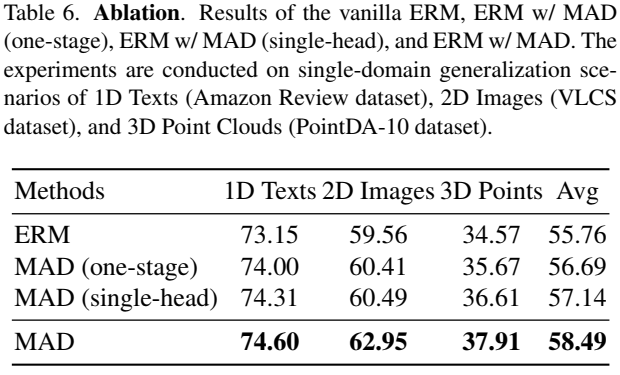 Table 6. Ablation. Results of the vanilla ERM, ERM w/ MAD
(one-stage), ERM w/ MAD (single-head), and ERM w/ MAD. The
experiments are conducted on single-domain generalization sce-
narios of 1D Texts (Amazon Review dataset), 2D Images (VLCS
dataset), and 3D Point Clouds (PointDA-10 dataset).
Methods 1D Texts 2D Images 3D Points Avg
ERM 73.15 59.56 34.57 55.76
MAD (one-stage) 74.00 60.41 35.67 56.69
MAD (single-head) 74.31 60.49 36.61 57.14
MAD 74.60 62.95 37.91 58.49